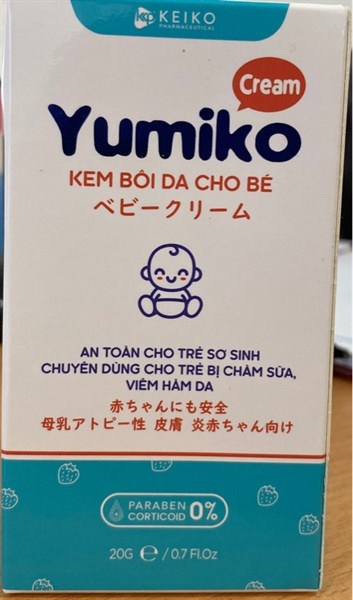 KEIKO
PHARMACEUTICAL
Cream
Yumiko
KEM BÔI DA CHO BÉ
ベビークリーム
AN TOÀN CHO TRẺ SƠ SINH
CHUYÊN DÙNG CHO TRẺ BỊ CHÀM SỮA,
VIÊM HĂM DA
赤ちゃんにも安全
母乳アトピー性 皮膚 炎赤ちゃん向け
PARABEN
CORTICOID 0%
20G ℮ / 0.7 Fl.Oz